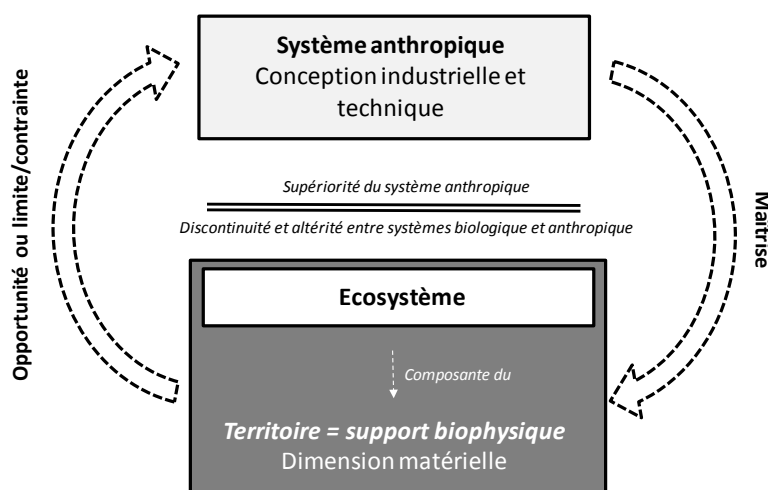 Système anthropique
Conception industrielle et
technique
Opportunité ou limite/contrainte
Supériorité du système anthropique
Discontinuité et altérité entre systèmes biologique et anthropique
Maîtrise
Ecosystème
Composante du
Territoire = support biophysique
Dimension matérielle